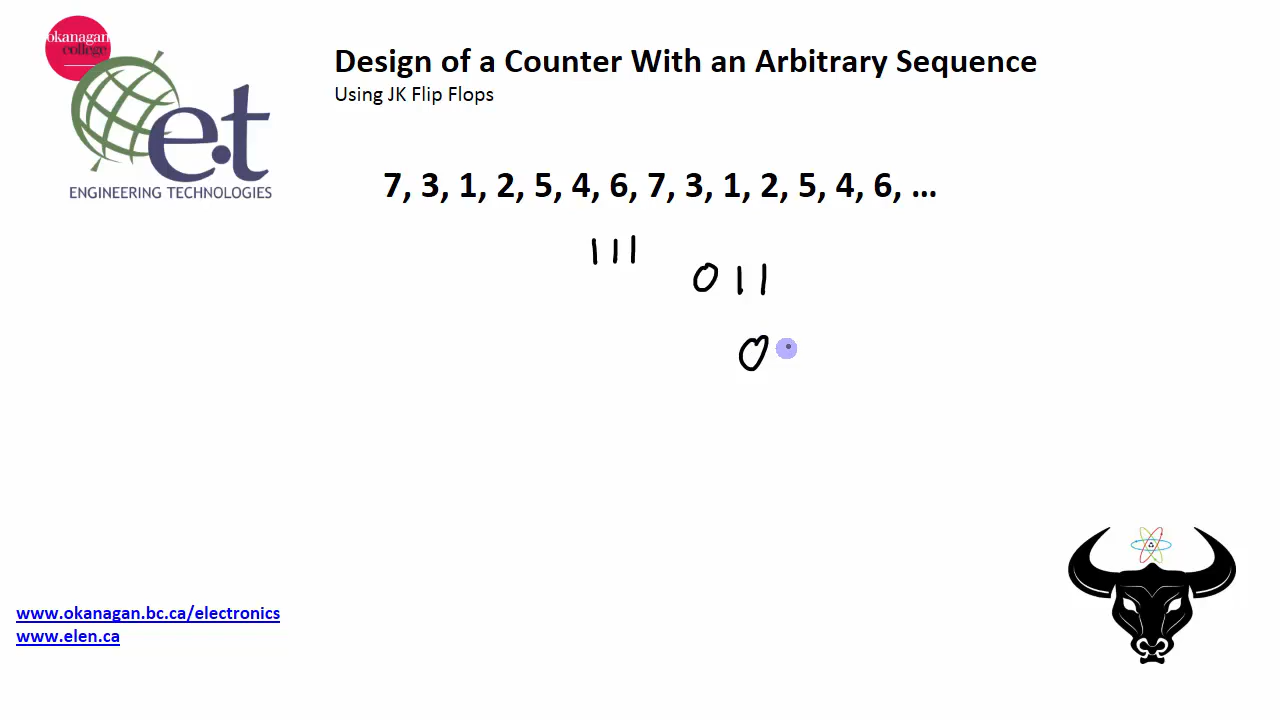 okanagan
college
e·t
ENGINEERING TECHNOLOGIES
Design of a Counter With an Arbitrary Sequence
Using JK Flip Flops
7, 3, 1, 2, 5, 4, 6, 7, 3, 1, 2, 5, 4, 6, ...
111
011
0
www.okanagan.bc.ca/electronics
www.elen.ca